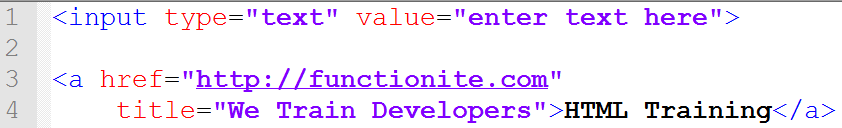 1 <input type="text" value="enter text here">
2
3 <a href="http://functionite.com"
4 title="We Train Developers">HTML Training</a>